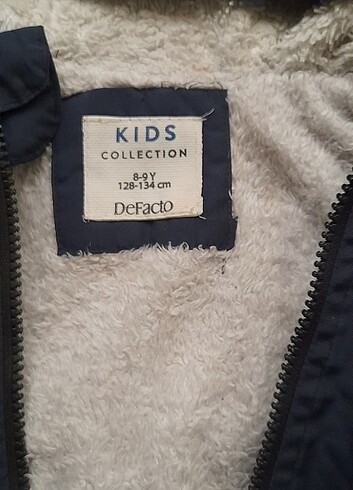 KIDS
COLLECTION
8-9 Y
128-134 cm
DeFacto